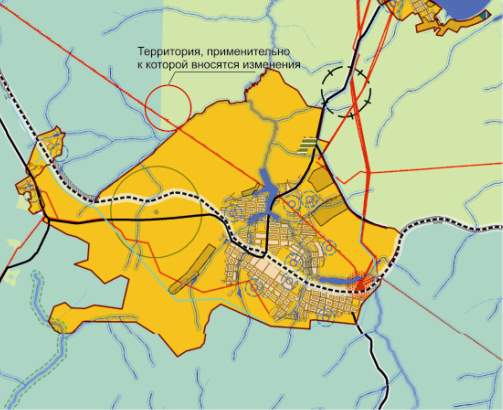 Территория, применительно
к которой вносятся изменения